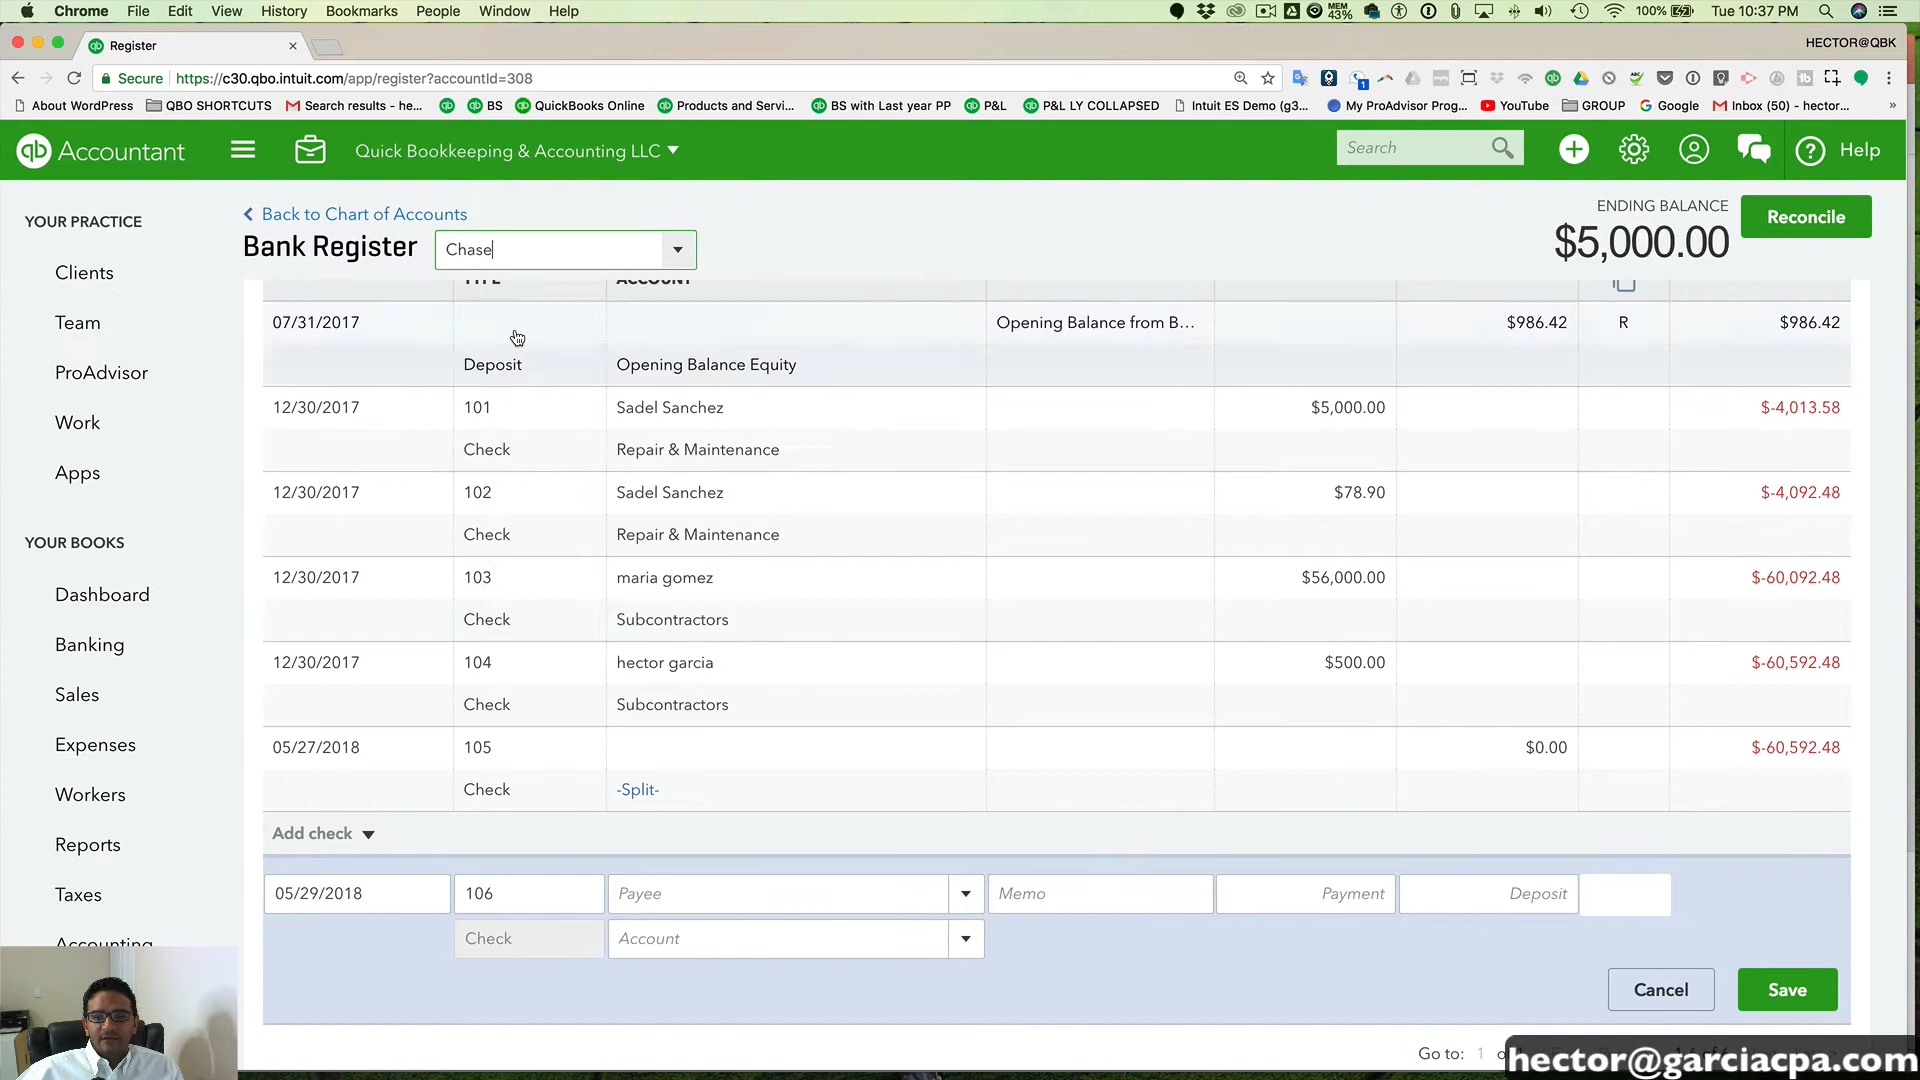 Chrome File Edit View History Bookmarks People Window Help MEM 43% 100% Tue 10:37 PM
Register HECTOR@QBK
Secure https://c30.qbo.intuit.com/app/register?accountId=308
About WordPress QBO SHORTCUTS Search results - he... BS QuickBooks Online Products and Servi... BS with Last year PP P&L P&L LY COLLAPSED Intuit ES Demo (g3... My ProAdvisor Prog... YouTube GROUP Google Inbox (50) - hector... »
qb Accountant Quick Bookkeeping & Accounting LLC Search Help
YOUR PRACTICE
Clients
Team
ProAdvisor
Work
Apps
YOUR BOOKS
Dashboard
Banking
Sales
Expenses
Workers
Reports
Taxes
Accounting
Back to Chart of Accounts
Bank Register Chase
ENDING BALANCE
$5,000.00
Reconcile
TYPE ACCOUNT
07/31/2017 Opening Balance from B... $986.42 R $986.42
Deposit Opening Balance Equity
12/30/2017 101 Sadel Sanchez $5,000.00 $-4,013.58
Check Repair & Maintenance
12/30/2017 102 Sadel Sanchez $78.90 $-4,092.48
Check Repair & Maintenance
12/30/2017 103 maria gomez $56,000.00 $-60,092.48
Check Subcontractors
12/30/2017 104 hector garcia $500.00 $-60,592.48
Check Subcontractors
05/27/2018 105 $0.00 $-60,592.48
Check -Split-
Add check
05/29/2018 106 Payee Memo Payment Deposit
Check Account
Cancel Save
Go to: 1
hector@garciacpa.com